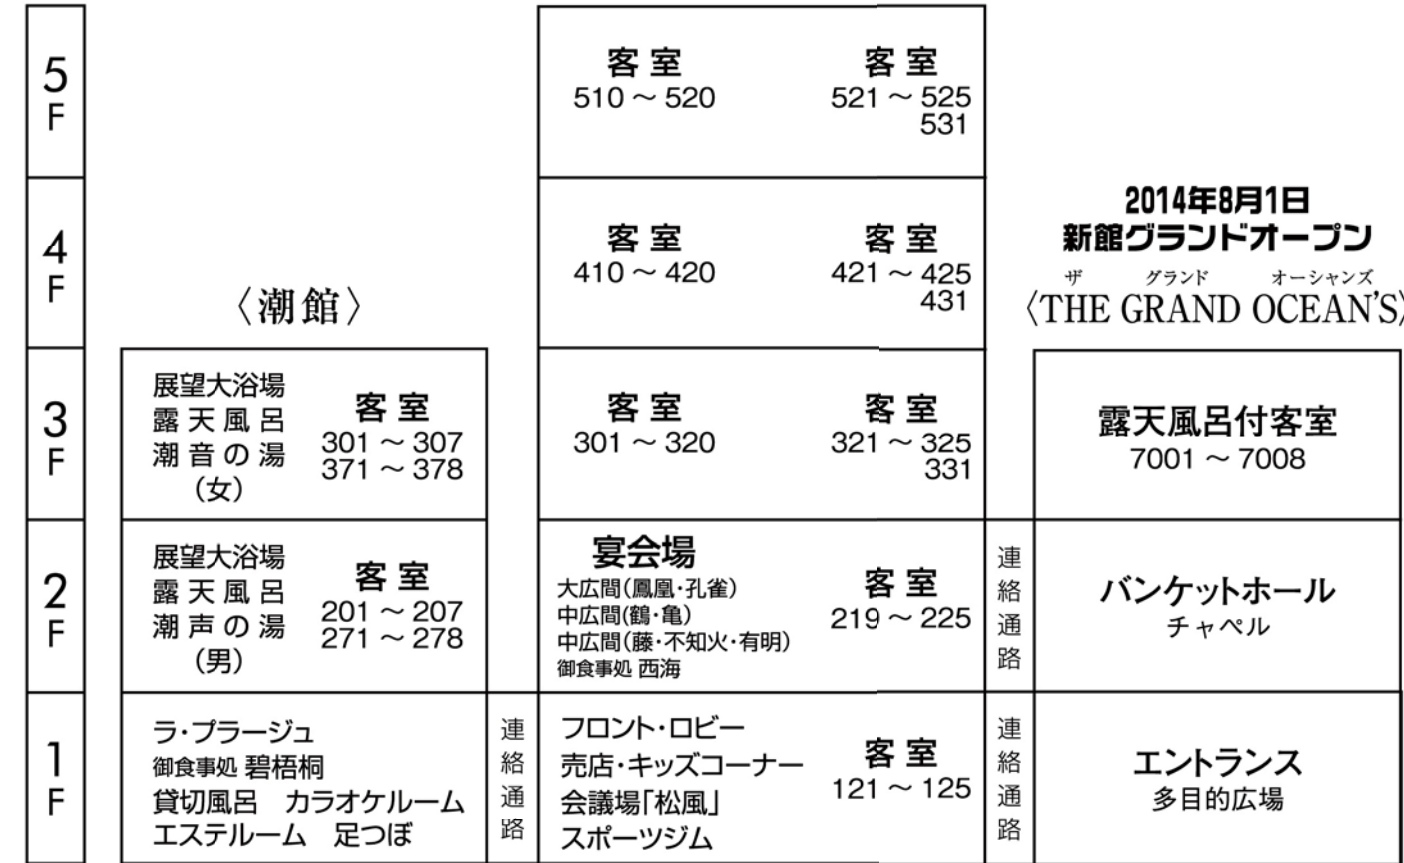 5
F
客室
510～520
客室
521～525
531
4
F
客室
410～420
客室
421～425
431
2014年8月1日
新館グランドオープン
ザ グランド オーシャンズ
〈THE GRAND OCEAN'S〉
〈潮館〉
3
F
展望大浴場
露天風呂
潮音の湯
(女)
客室
301～307
371～378
客室
301～320
客室
321～325
331
露天風呂付客室
7001～7008
2
F
展望大浴場
露天風呂
潮声の湯
(男)
客室
201～207
271～278
宴会場
大広間(鳳凰・孔雀)
中広間(鶴・亀)
中広間(藤・不知火・有明)
御食事処 西海
客室
219～225
連絡通路
バンケットホール
チャペル
1
F
ラ・プラージュ
御食事処 碧梧桐
貸切風呂 カラオケルーム
エステルーム 足つぼ
連絡通路
フロント・ロビー
売店・キッズコーナー
会議場「松風」
スポーツジム
客室
121～125
連絡通路
エントランス
多目的広場